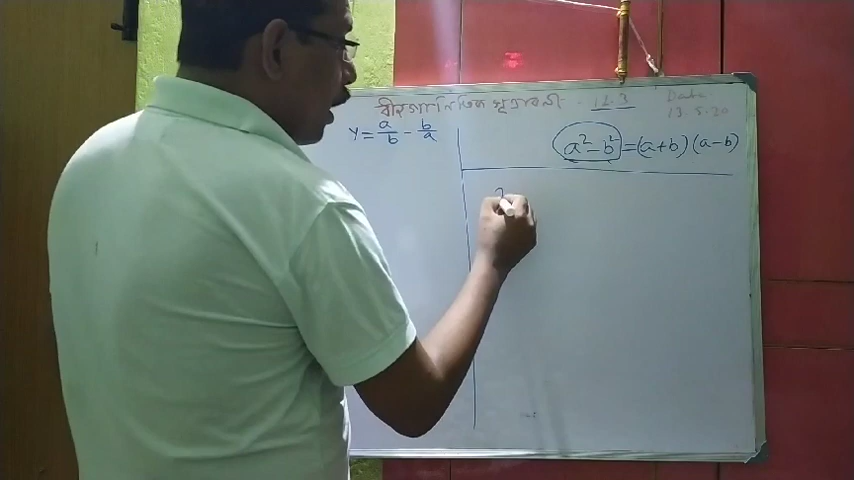 বীজগাণিতিক সূত্রাবলী - 12.3 Date
13.5.20
y = a/b - b/a
a² - b² = (a+b) (a-b)